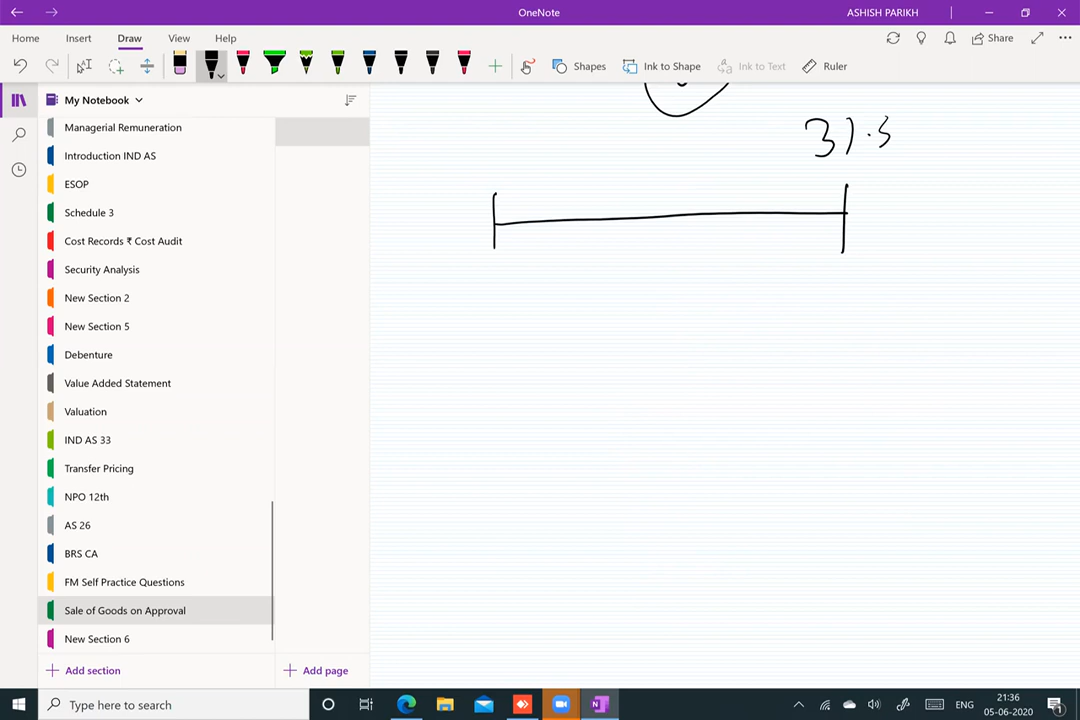 OneNote
ASHISH PARIKH
Home
Insert
Draw
View
Help
Share
Shapes
Ink to Shape
Ink to Text
Ruler
My Notebook
Managerial Remuneration
Introduction IND AS
ESOP
Schedule 3
Cost Records ₹ Cost Audit
Security Analysis
New Section 2
New Section 5
Debenture
Value Added Statement
Valuation
IND AS 33
Transfer Pricing
NPO 12th
AS 26
BRS CA
FM Self Practice Questions
Sale of Goods on Approval
New Section 6
Add section
Add page
Type here to search
ENG
21:36
05-06-2020